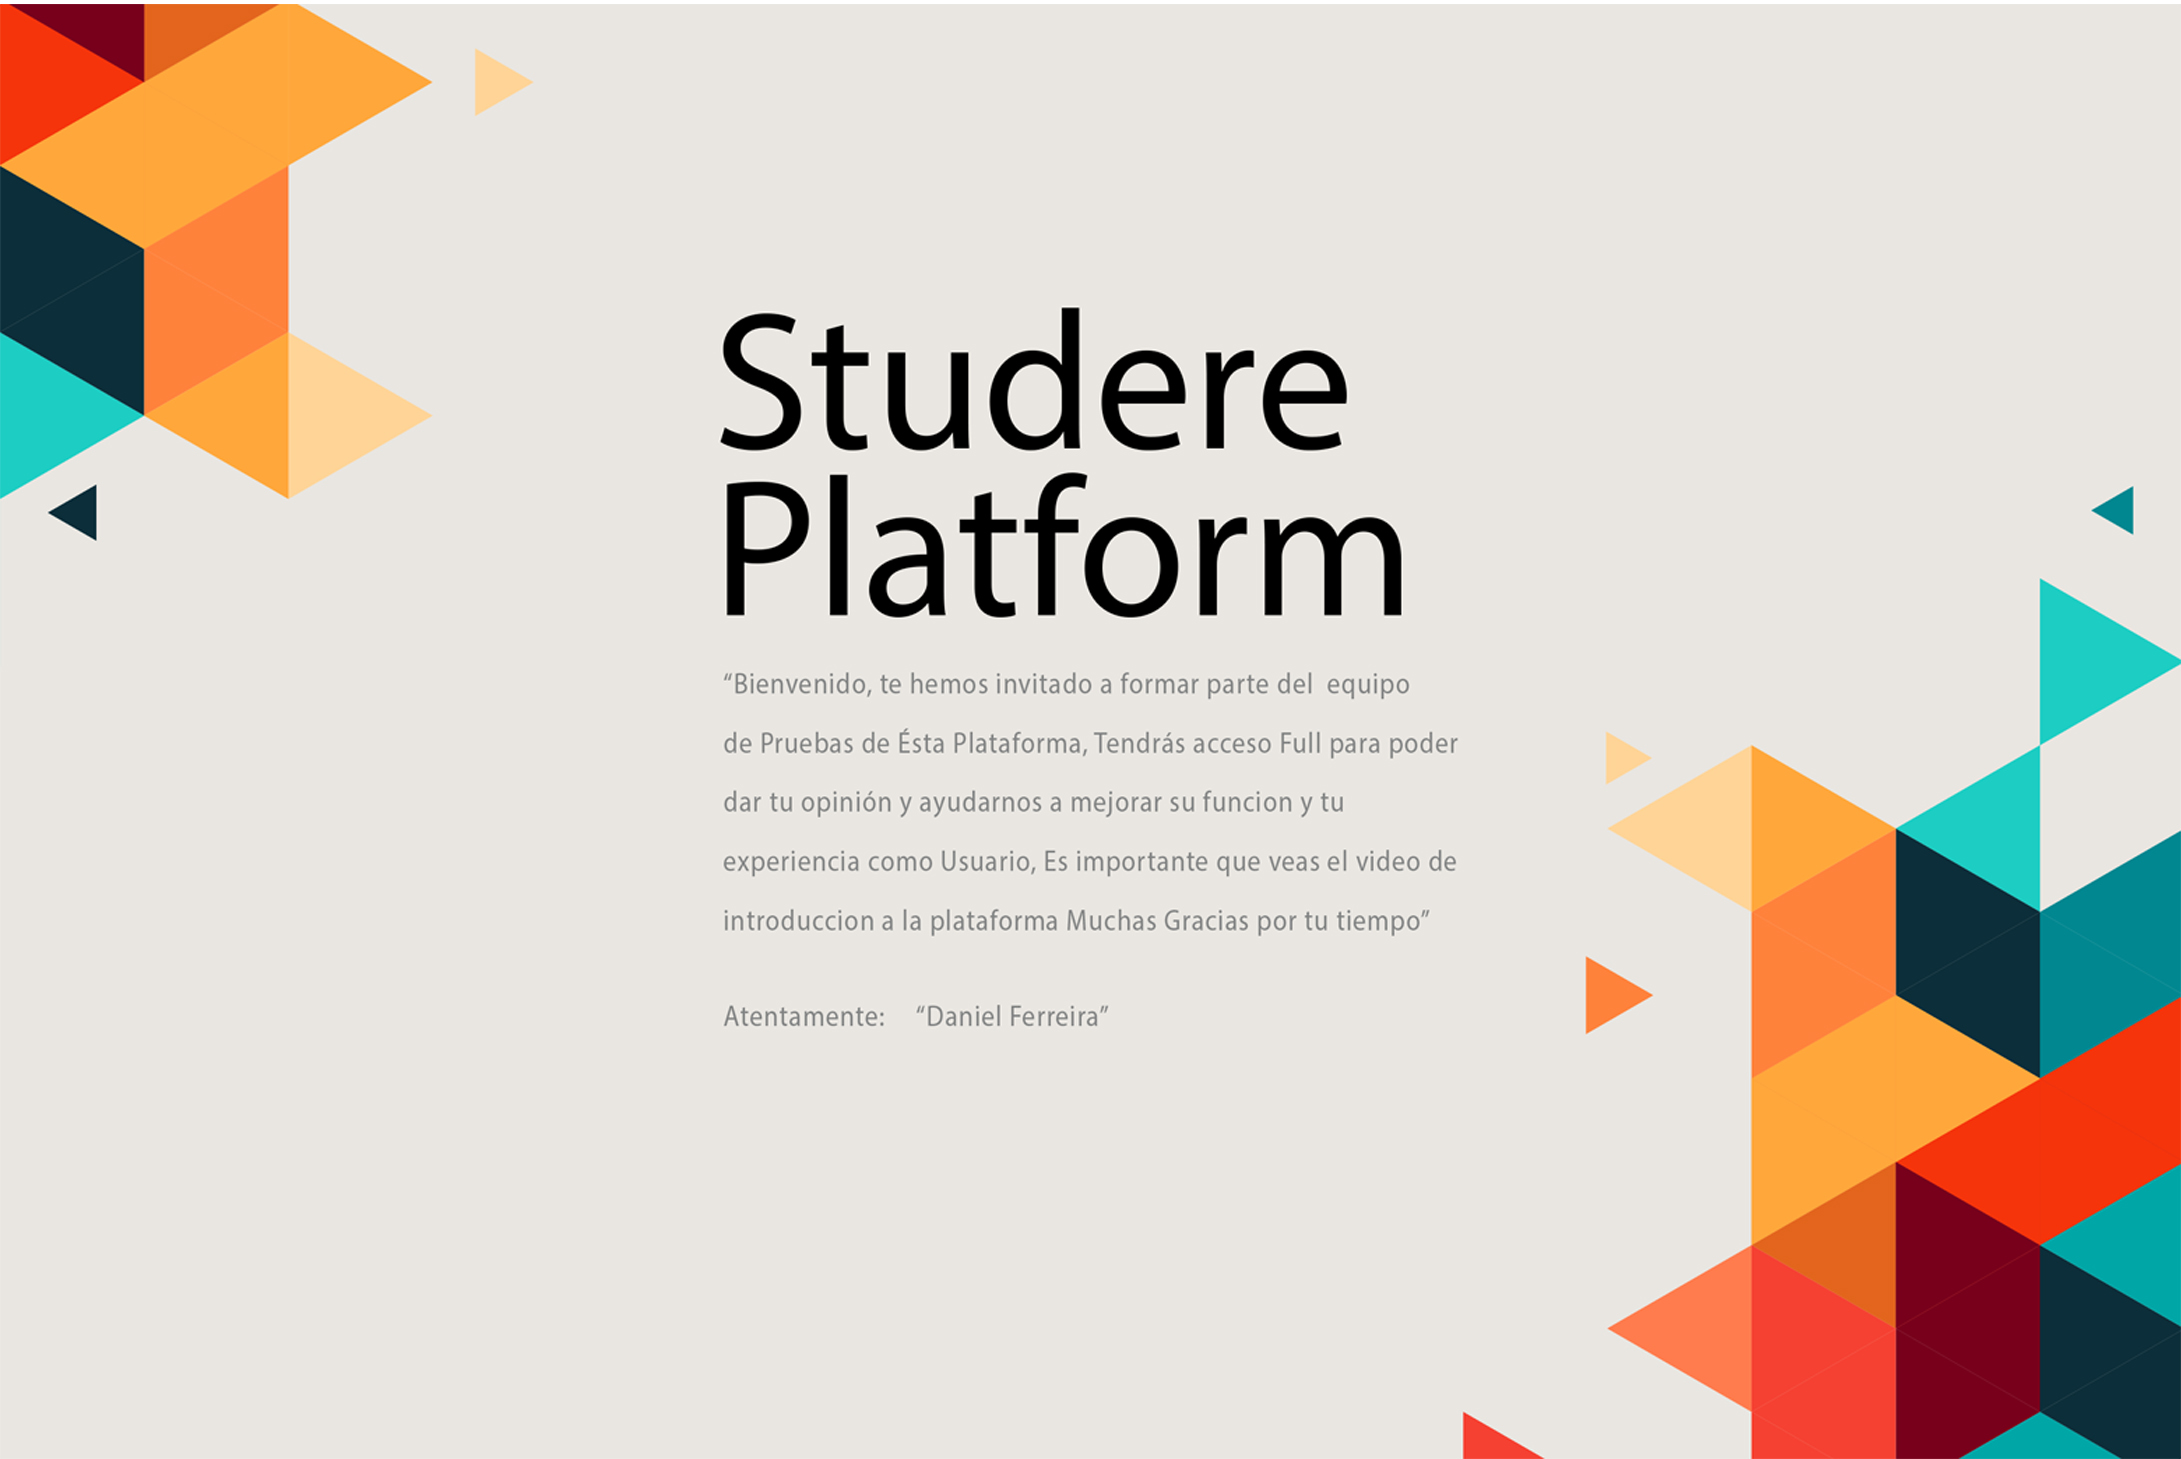 Studere
Platform
“Bienvenido, te hemos invitado a formar parte del  equipo
de Pruebas de Ésta Plataforma, Tendrás acceso Full para poder
dar tu opinión y ayudarnos a mejorar su funcion y tu
experiencia como Usuario, Es importante que veas el video de
introduccion a la plataforma Muchas Gracias por tu tiempo”
Atentamente:    “Daniel Ferreira”